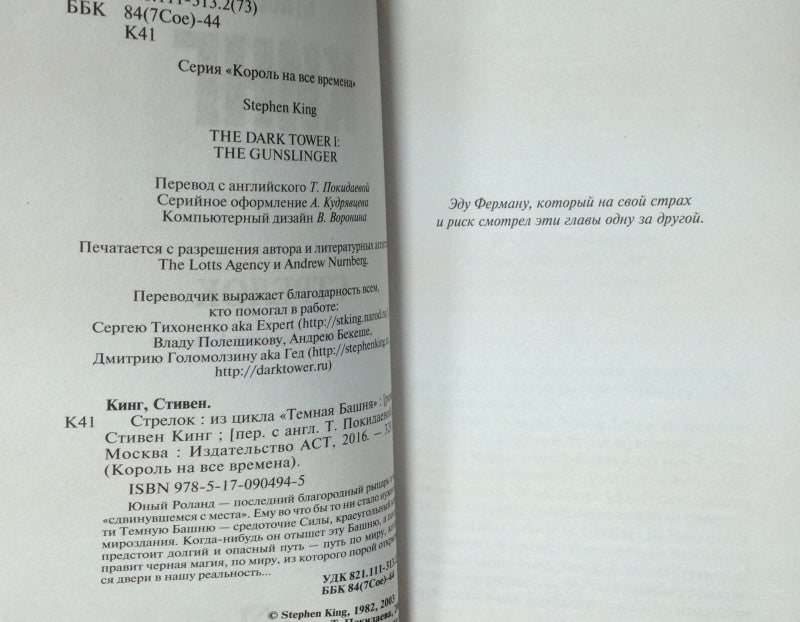 313.2(73)
ББК 84(7Сое)-44
К41
Серия «Король на все времена»
Stephen King
THE DARK TOWER I:
THE GUNSLINGER
Перевод с английского Т. Покидаевой
Серийное оформление А. Кудрявцева
Компьютерный дизайн В. Воронина
Печатается с разрешения автора и литературных
The Lotts Agency и Andrew Nurnberg.
Переводчик выражает благодарность всем,
кто помогал в работе:
Сергею Тихоненко aka Expert (http://stking.narod.ru
Владу Полещикову, Андрею Бекеше,
Дмитрию Голомолзину aka Гед (http://stephenking.
http://darktower.ru)
Кинг, Стивен.
К41 Стрелок : из цикла «Темная Башня» :
Стивен Кинг ; [пер. с англ. Т. Покидаевой
Москва : Издательство АСТ, 2016. –
(Король на все времена).
ISBN 978-5-17-090494-5
Юный Роланд — последний благородный рыцарь
«сдвинувшемся с места». Ему во что бы то ни стало
ти Темную Башню — средоточие Силы, краеугольный
мироздания. Когда-нибудь он отыщет эту Башню, а
предстоит долгий и опасный путь — путь по миру,
правит черная магия, по миру, из которого порой
ся двери в нашу реальность...
УДК 821.111-313.2
ББК 84(7Сое)-44
© Stephen King, 1982, 2003
Эду Ферману, который на свой страх
и риск смотрел эти главы одну за другой.